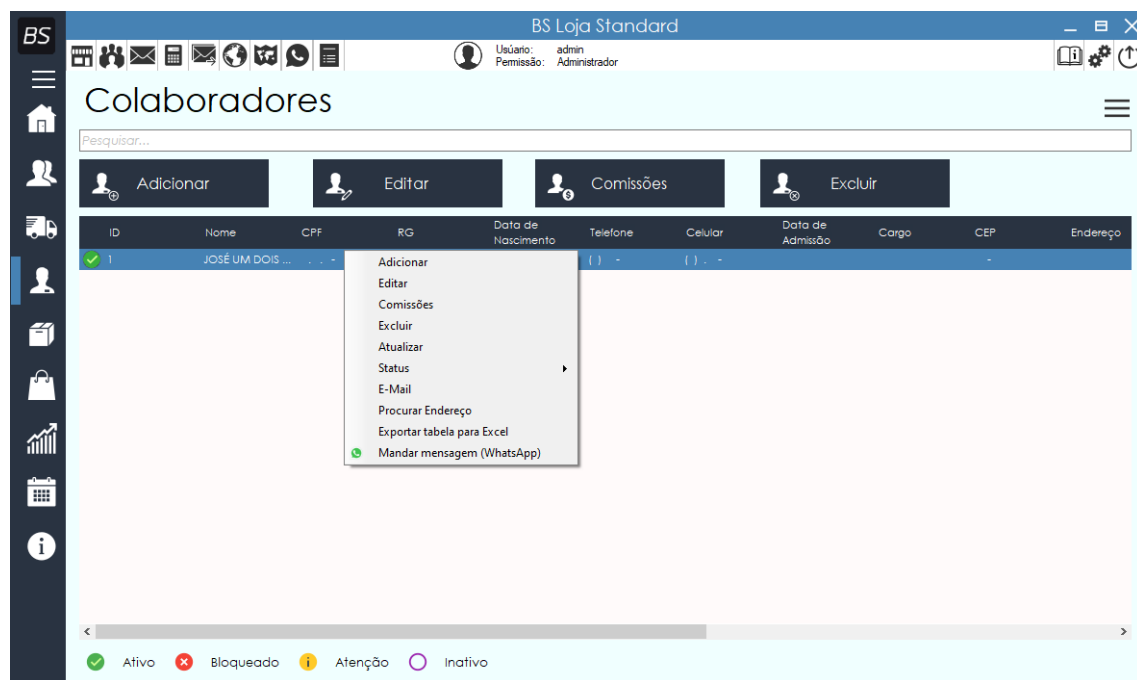 BS Loja Standard
BS
Usúario: admin
Pemissão: Administrador
Colaboradores
Pesquisar...
Adicionar Editar Comissões Excluir
ID Nome CPF RG Data de Nascimento Telefone Celular Data de Admissão Cargo CEP Endereço
1 JOSÉ UM DOIS ... . . - ( ) - ( ) . - -
Adicionar
Editar
Comissões
Excluir
Atualizar
Status
E-Mail
Procurar Endereço
Exportar tabela para Excel
Mandar mensagem (WhatsApp)
Ativo Bloqueado Atenção Inativo